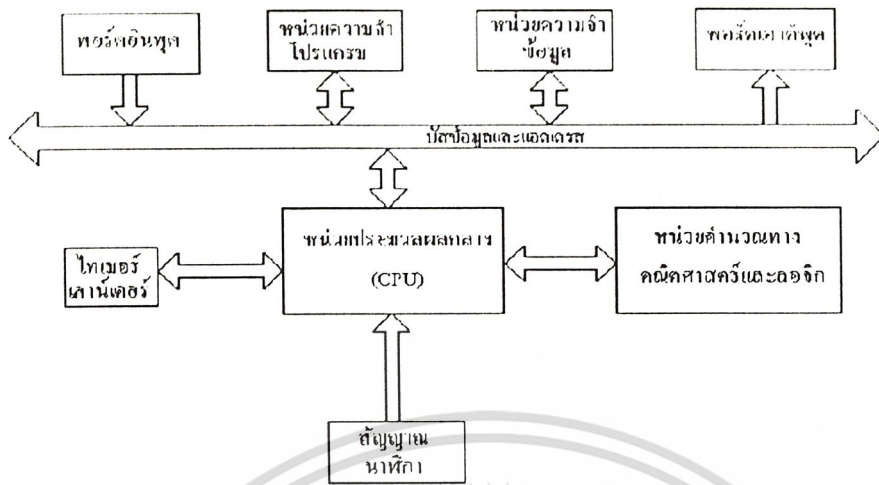 พอร์ตอินพุต
หน่วยความจำ
โปรแกรม
หน่วยความจำ
ข้อมูล
พอร์ตเอาต์พุต
บัสข้อมูลและแอดเดรส
หน่วยประมวลผลกลาง
(CPU)
ไทเมอร์
เคาน์เตอร์
หน่วยคำนวณทาง
คณิตศาสตร์และลอจิก
สัญญาณ
นาฬิกา